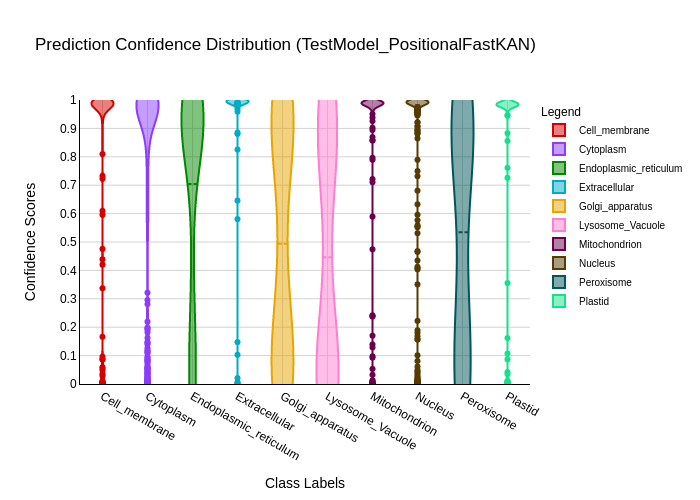 Prediction Confidence Distribution (TestModel_PositionalFastKAN)
Confidence Scores
1
0.9
0.8
0.7
0.6
0.5
0.4
0.3
0.2
0.1
0
Cell_membrane
Cytoplasm
Endoplasmic_reticulum
Extracellular
Golgi_apparatus
Lysosome_Vacuole
Mitochondrion
Nucleus
Peroxisome
Plastid
Class Labels
Legend
Cell_membrane
Cytoplasm
Endoplasmic_reticulum
Extracellular
Golgi_apparatus
Lysosome_Vacuole
Mitochondrion
Nucleus
Peroxisome
Plastid